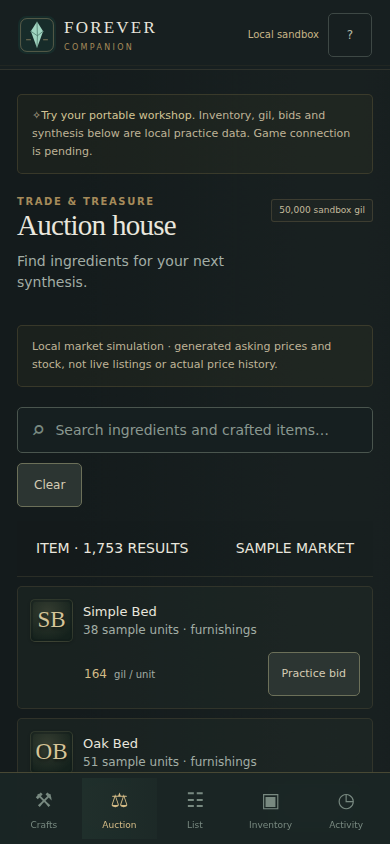 FOREVER
COMPANION
Local sandbox
?
✧Try your portable workshop. Inventory, gil, bids and
synthesis below are local practice data. Game connection
is pending.
TRADE & TREASURE
Auction house
50,000 sandbox gil
Find ingredients for your next
synthesis.
Local market simulation · generated asking prices and
stock, not live listings or actual price history.
Search ingredients and crafted items...
Clear
ITEM · 1,753 RESULTS SAMPLE MARKET
SB
Simple Bed
38 sample units · furnishings
164 gil / unit
Practice bid
OB
Oak Bed
51 sample units · furnishings
Crafts Auction List Inventory Activity